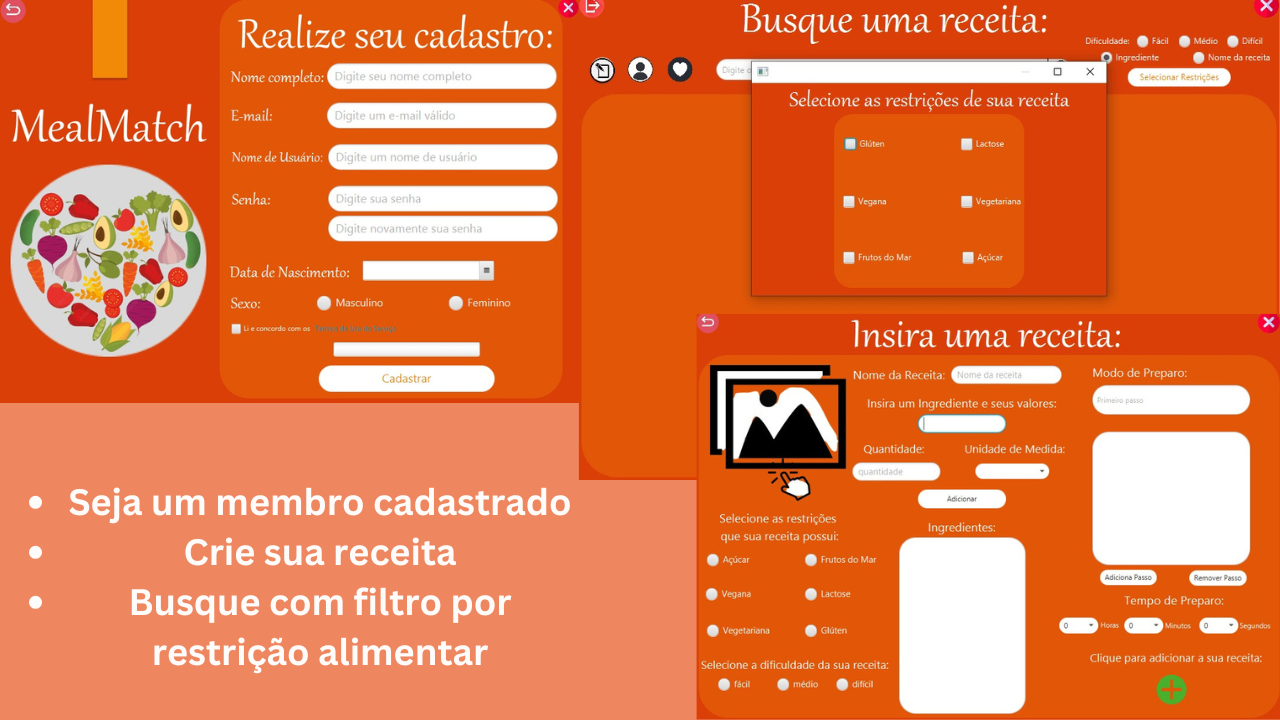 MealMatch
Realize seu cadastro:
Nome completo: Digite seu nome completo
E-mail: Digite um e-mail válido
Nome de Usuário: Digite um nome de usuário
Senha: Digite sua senha
Digite novamente sua senha
Data de Nascimento:
Sexo: Masculino Feminino
Li e concordo com os
Cadastrar
Busque uma receita:
Dificuldade: Fácil Médio Difícil
Ingrediente Nome da receita
Digite
Selecionar Restrições
Selecione as restrições de sua receita
Glúten Lactose
Vegana Vegetariana
Frutos do Mar Açúcar
Insira uma receita:
Nome da Receita: Nome da receita
Insira um Ingrediente e seus valores:
Quantidade: Unidade de Medida:
quantidade
Adicionar
Ingredientes:
Selecione as restrições
que sua receita possui:
Açúcar Frutos do Mar
Vegana Lactose
Vegetariana Glúten
Selecione a dificuldade da sua receita:
fácil médio difícil
Modo de Preparo:
Primeiro passo
Adiciona Passo Remover Passo
Tempo de Preparo:
0 Horas 0 Minutos 0 Segundos
Clique para adicionar a sua receita:
• Seja um membro cadastrado
• Crie sua receita
• Busque com filtro por
restrição alimentar